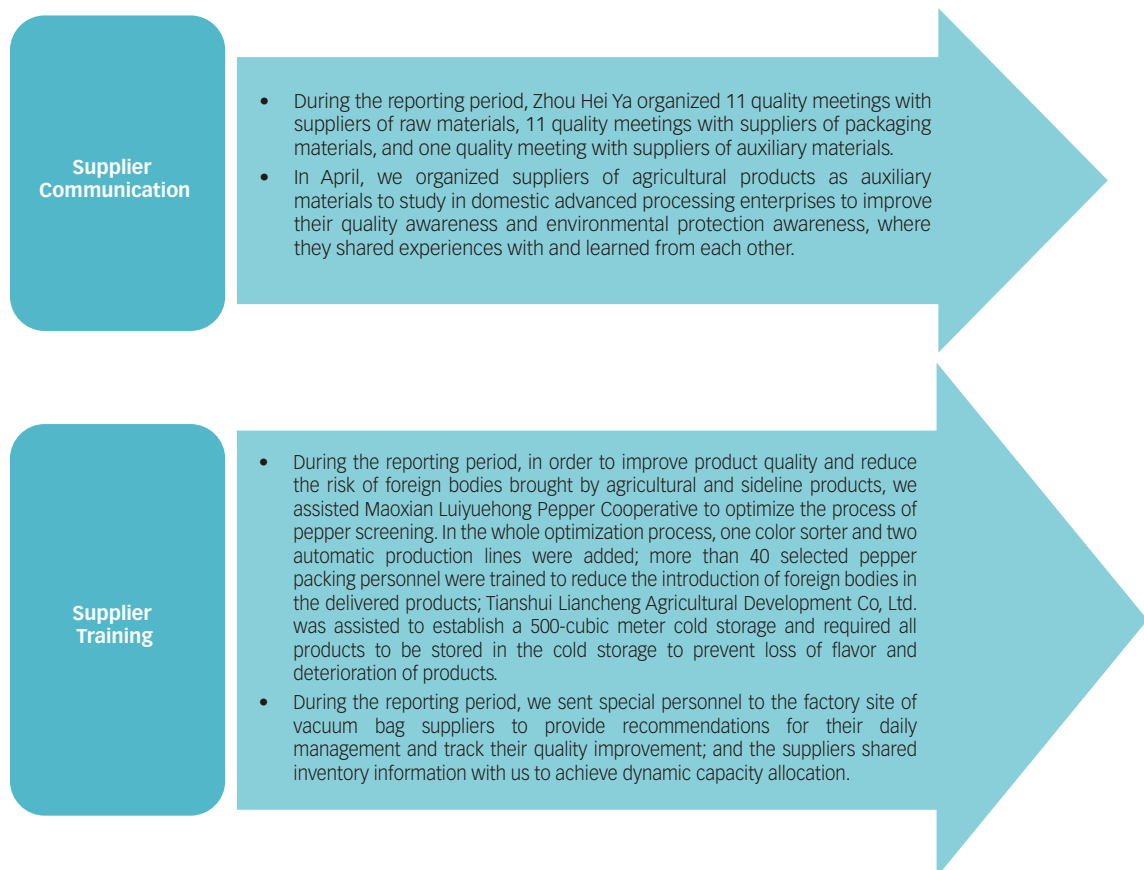 Supplier
Communication
• During the reporting period, Zhou Hei Ya organized 11 quality meetings with
suppliers of raw materials, 11 quality meetings with suppliers of packaging
materials, and one quality meeting with suppliers of auxiliary materials.
• In April, we organized suppliers of agricultural products as auxiliary
materials to study in domestic advanced processing enterprises to improve
their quality awareness and environmental protection awareness, where
they shared experiences with and learned from each other.
Supplier
Training
• During the reporting period, in order to improve product quality and reduce
the risk of foreign bodies brought by agricultural and sideline products, we
assisted Maoxian Luiyuehong Pepper Cooperative to optimize the process of
pepper screening. In the whole optimization process, one color sorter and two
automatic production lines were added; more than 40 selected pepper
packing personnel were trained to reduce the introduction of foreign bodies in
the delivered products; Tianshui Liancheng Agricultural Development Co, Ltd.
was assisted to establish a 500-cubic meter cold storage and required all
products to be stored in the cold storage to prevent loss of flavor and
deterioration of products.
• During the reporting period, we sent special personnel to the factory site of
vacuum bag suppliers to provide recommendations for their daily
management and track their quality improvement; and the suppliers shared
inventory information with us to achieve dynamic capacity allocation.